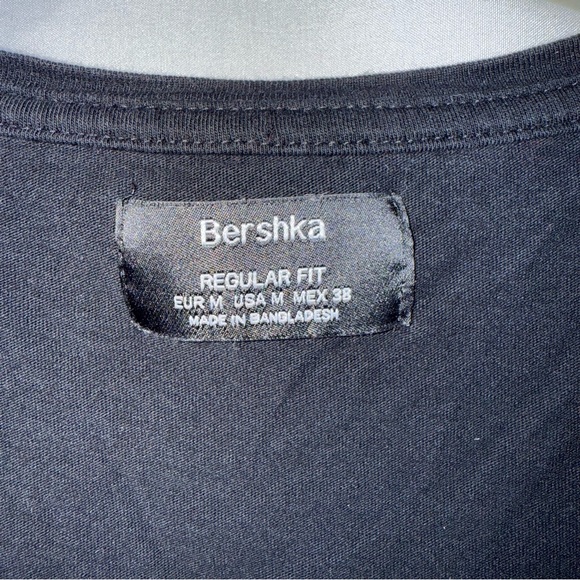 Bershka
REGULAR FIT
EUR M USA M MEX 38
MADE IN BANGLADESH